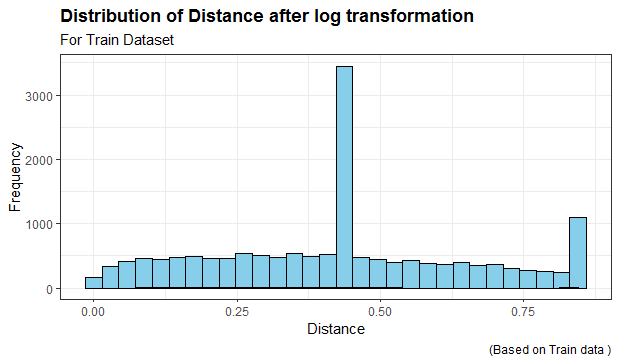 Distribution of Distance after log transformation
For Train Dataset
3000
2000
1000
0
Frequency
0.00 0.25 0.50 0.75
Distance
(Based on Train data )